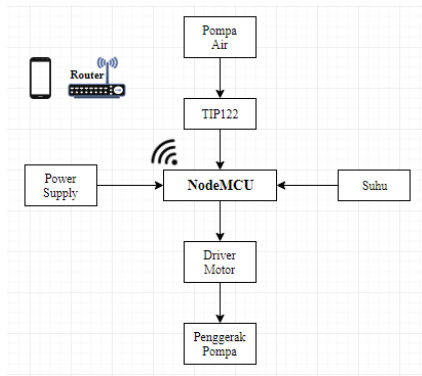 Pompa
Air
Router
TIP122
Power
Supply
NodeMCU
Suhu
Driver
Motor
Penggerak
Pompa